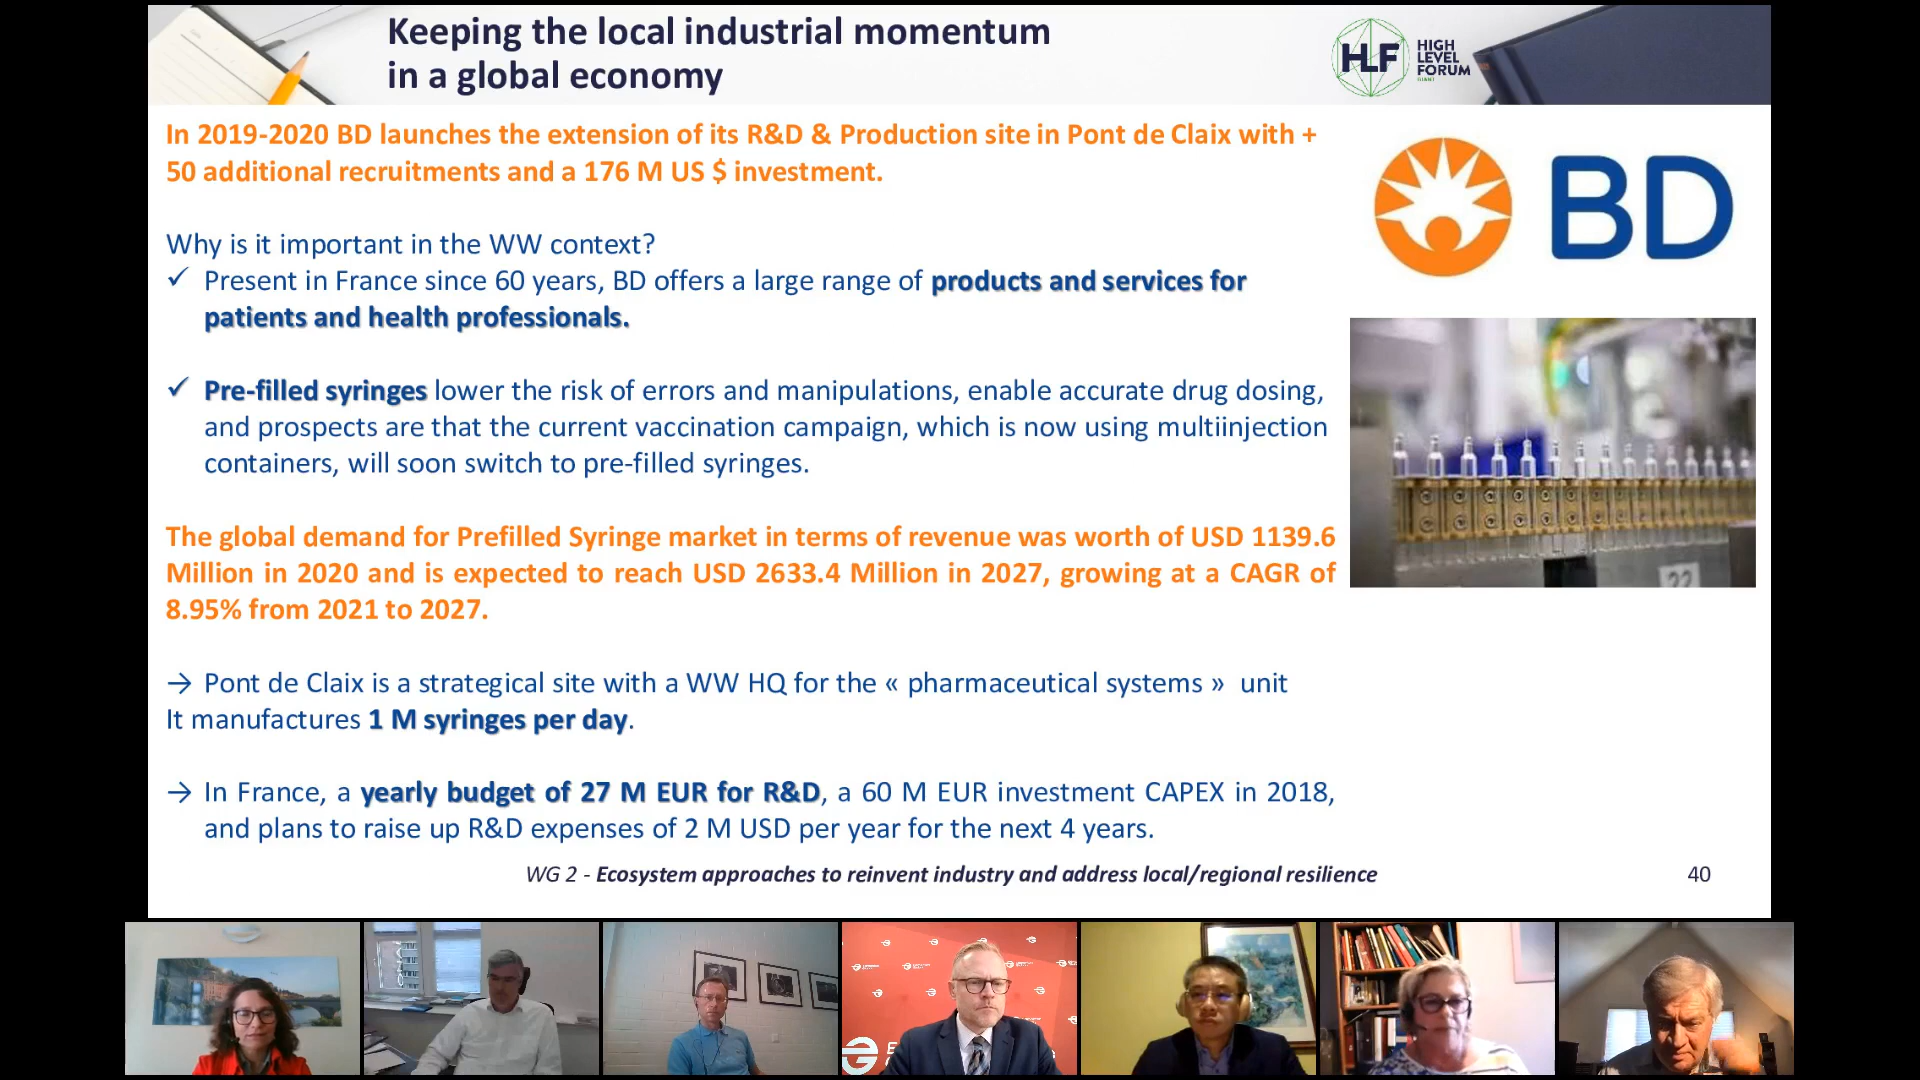 Keeping the local industrial momentum
in a global economy
HLF
HIGH
LEVEL
FORUM
GIANT
In 2019-2020 BD launches the extension of its R&D & Production site in Pont de Claix with +
50 additional recruitments and a 176 M US $ investment.
BD
Why is it important in the WW context?
✓ Present in France since 60 years, BD offers a large range of products and services for
patients and health professionals.
✓ Pre-filled syringes lower the risk of errors and manipulations, enable accurate drug dosing,
and prospects are that the current vaccination campaign, which is now using multiinjection
containers, will soon switch to pre-filled syringes.
22
The global demand for Prefilled Syringe market in terms of revenue was worth of USD 1139.6
Million in 2020 and is expected to reach USD 2633.4 Million in 2027, growing at a CAGR of
8.95% from 2021 to 2027.
→ Pont de Claix is a strategical site with a WW HQ for the « pharmaceutical systems » unit
It manufactures 1 M syringes per day.
→ In France, a yearly budget of 27 M EUR for R&D, a 60 M EUR investment CAPEX in 2018,
and plans to raise up R&D expenses of 2 M USD per year for the next 4 years.
WG 2 - Ecosystem approaches to reinvent industry and address local/regional resilience
40